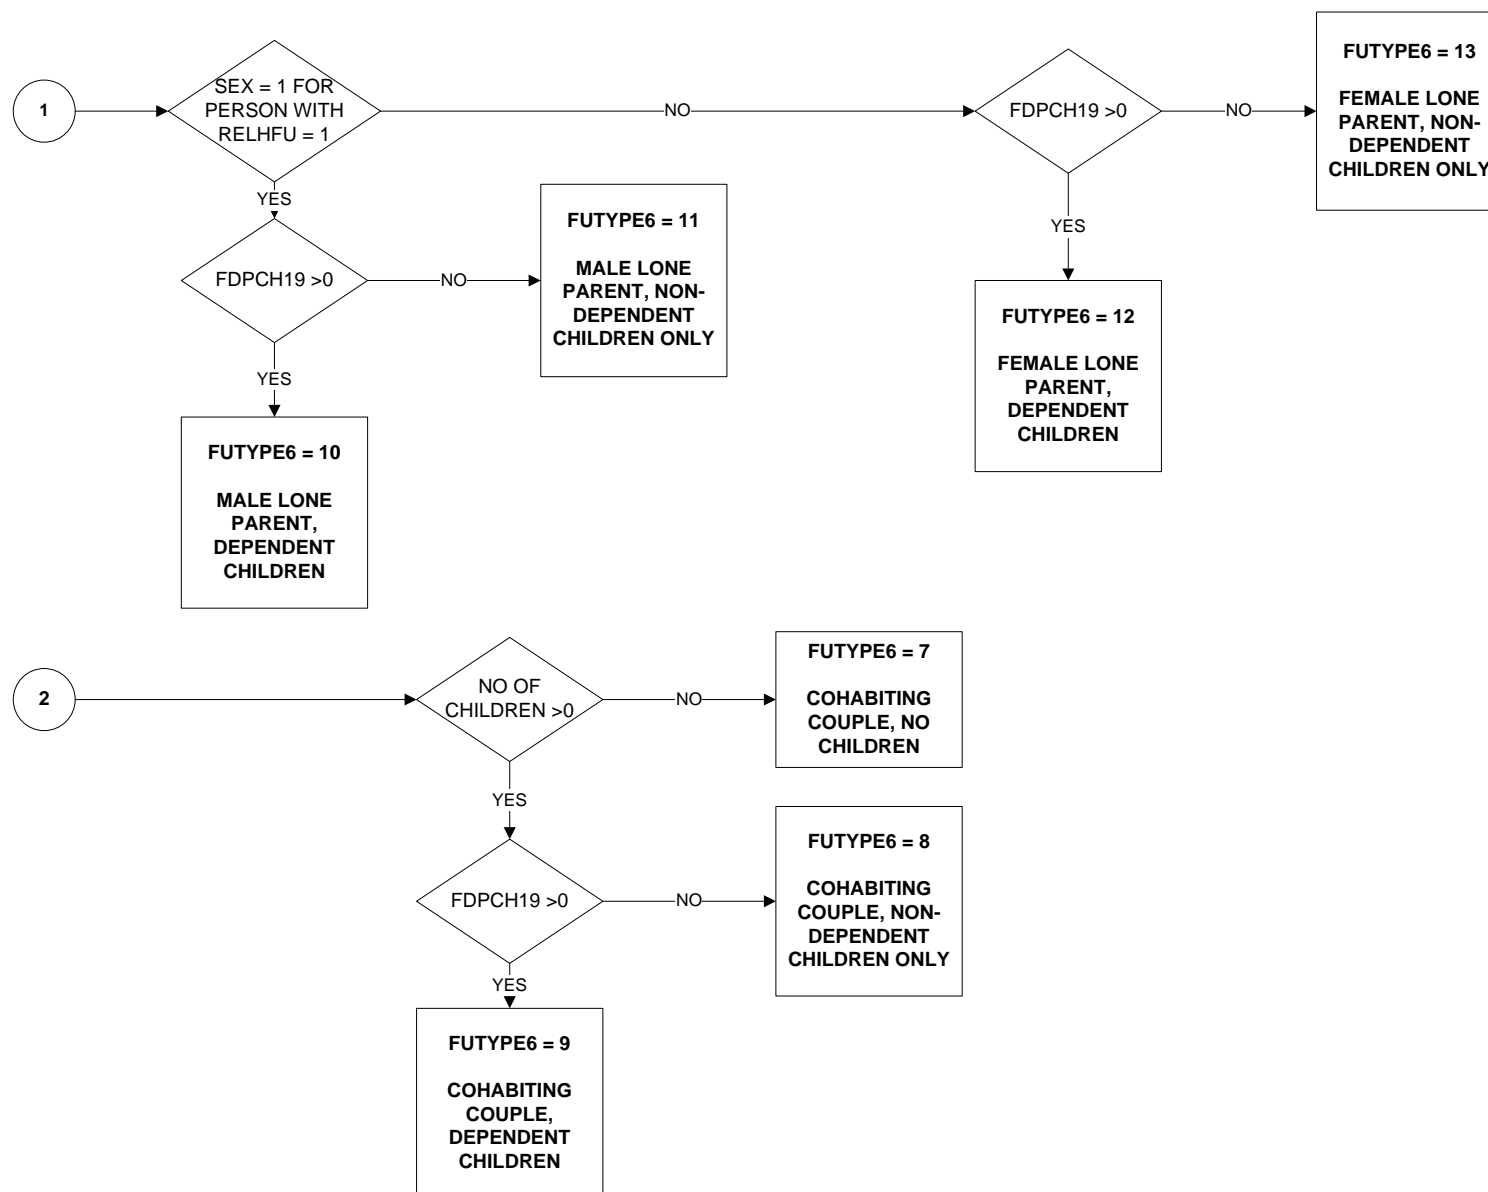 1
SEX = 1 FOR
PERSON WITH
RELHFU = 1
NO
FDPCH19 >0
NO
FUTYPE6 = 13
FEMALE LONE
PARENT, NON-
DEPENDENT
CHILDREN ONLY
YES
FDPCH19 >0
NO
FUTYPE6 = 11
MALE LONE
PARENT, NON-
DEPENDENT
CHILDREN ONLY
YES
FUTYPE6 = 12
FEMALE LONE
PARENT,
DEPENDENT
CHILDREN
YES
FUTYPE6 = 10
MALE LONE
PARENT,
DEPENDENT
CHILDREN
2
NO OF
CHILDREN >0
NO
FUTYPE6 = 7
COHABITING
COUPLE, NO
CHILDREN
YES
FDPCH19 >0
NO
FUTYPE6 = 8
COHABITING
COUPLE, NON-
DEPENDENT
CHILDREN ONLY
YES
FUTYPE6 = 9
COHABITING
COUPLE,
DEPENDENT
CHILDREN